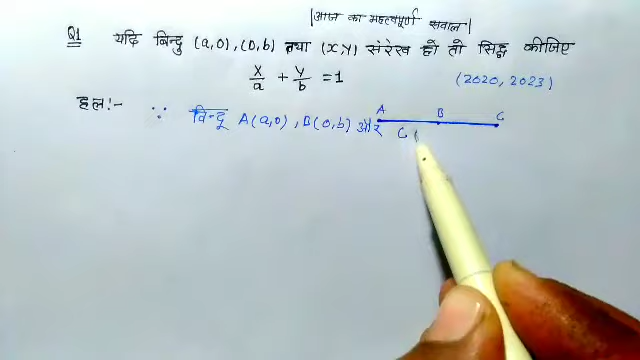 |आज का महत्वपूर्ण सवाल|
Q1 यदि बिन्दु (a,0),(0,b) तथा (x,y) संरेख हों तो सिद्ध कीजिए
x/a + y/b = 1 (2020, 2023)
हल:- ∵ बिन्दू A(a,0), B(0,b) और A B C
C (